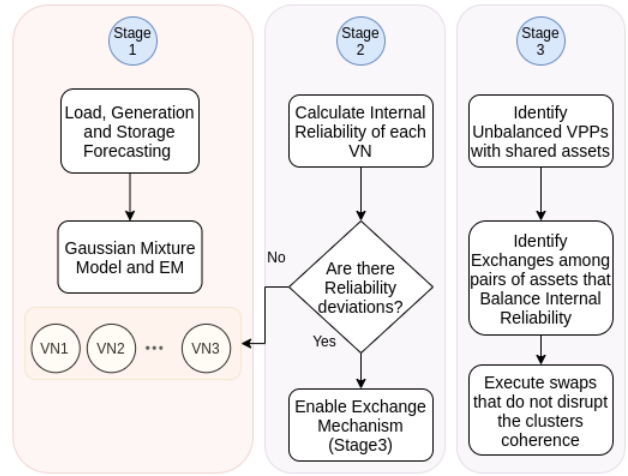 Stage
1
Load, Generation
and Storage
Forecasting
Gaussian Mixture
Model and EM
VN1
VN2
•••
VN3
Stage
2
Calculate Internal
Reliability of each
VN
Are there
Reliability
deviations?
No
Yes
Enable Exchange
Mechanism
(Stage3)
Stage
3
Identify
Unbalanced VPPs
with shared assets
Identify
Exchanges among
pairs of assets that
Balance Internal
Reliability
Execute swaps
that do not disrupt
the clusters
coherence